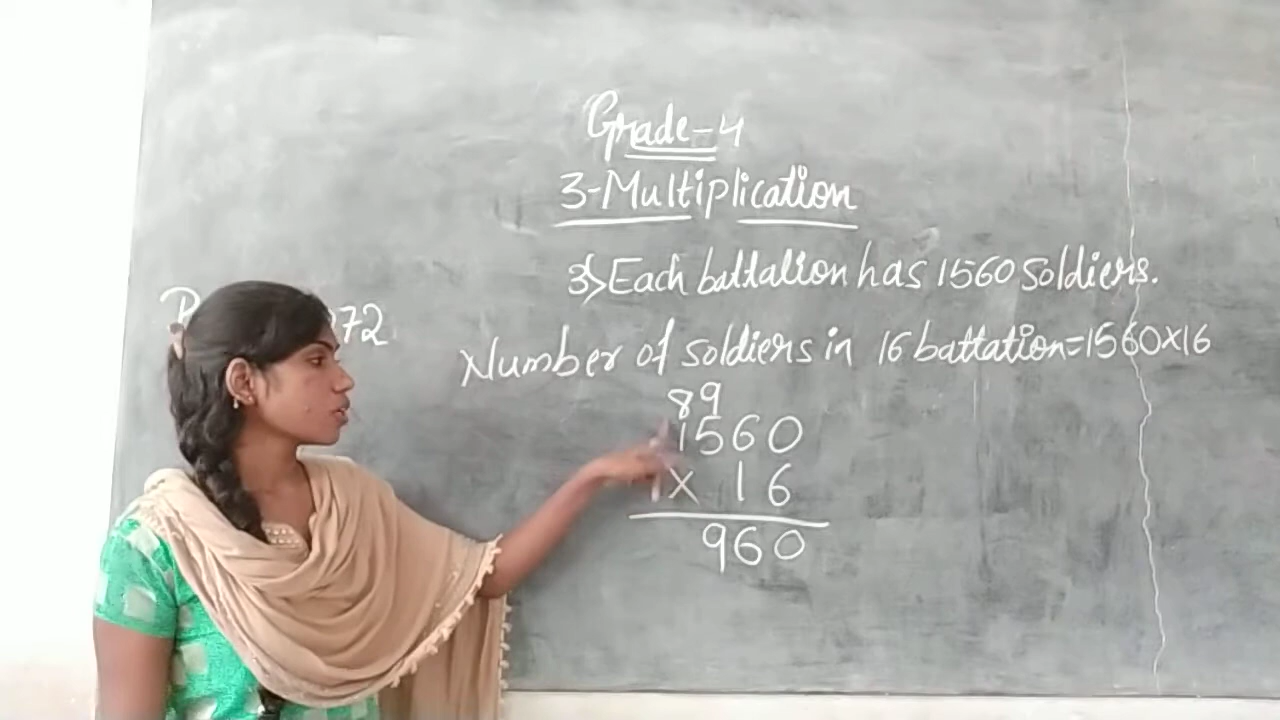 Grade-4
3-Multiplication
3> Each battalion has 1560 soldiers.
72
Number of soldiers in 16 battation=1560×16
89
1560
× 16
960